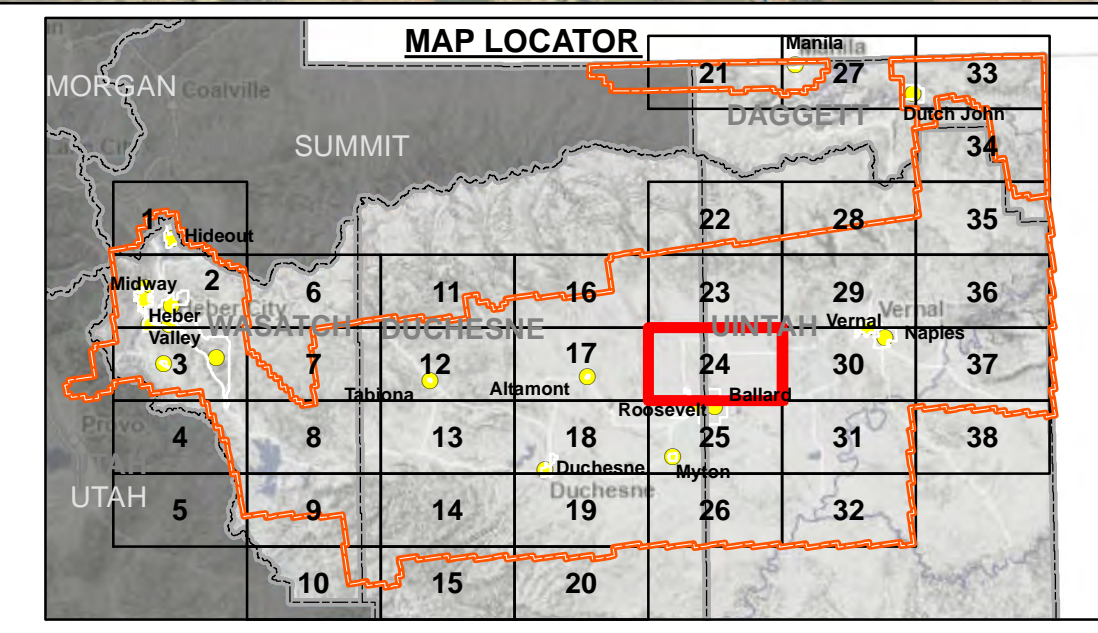 MAP LOCATOR
Manila
Manila
21
27
33
MORGAN
Coalville
DAGGETT
Dutch John
SUMMIT
34
1
22
28
35
Hideout
Midway
2
6
11
16
23
29
36
Heber City
Heber
Valley
WASATCH
DUCHESNE
UINTAH
Vernal
Vernal
Naples
3
7
12
17
24
30
37
Tabiona
Altamont
Roosevelt
Ballard
Provo
4
8
13
18
25
31
38
Duchesne
Myton
Duchesne
UTAH
5
9
14
19
26
32
10
15
20